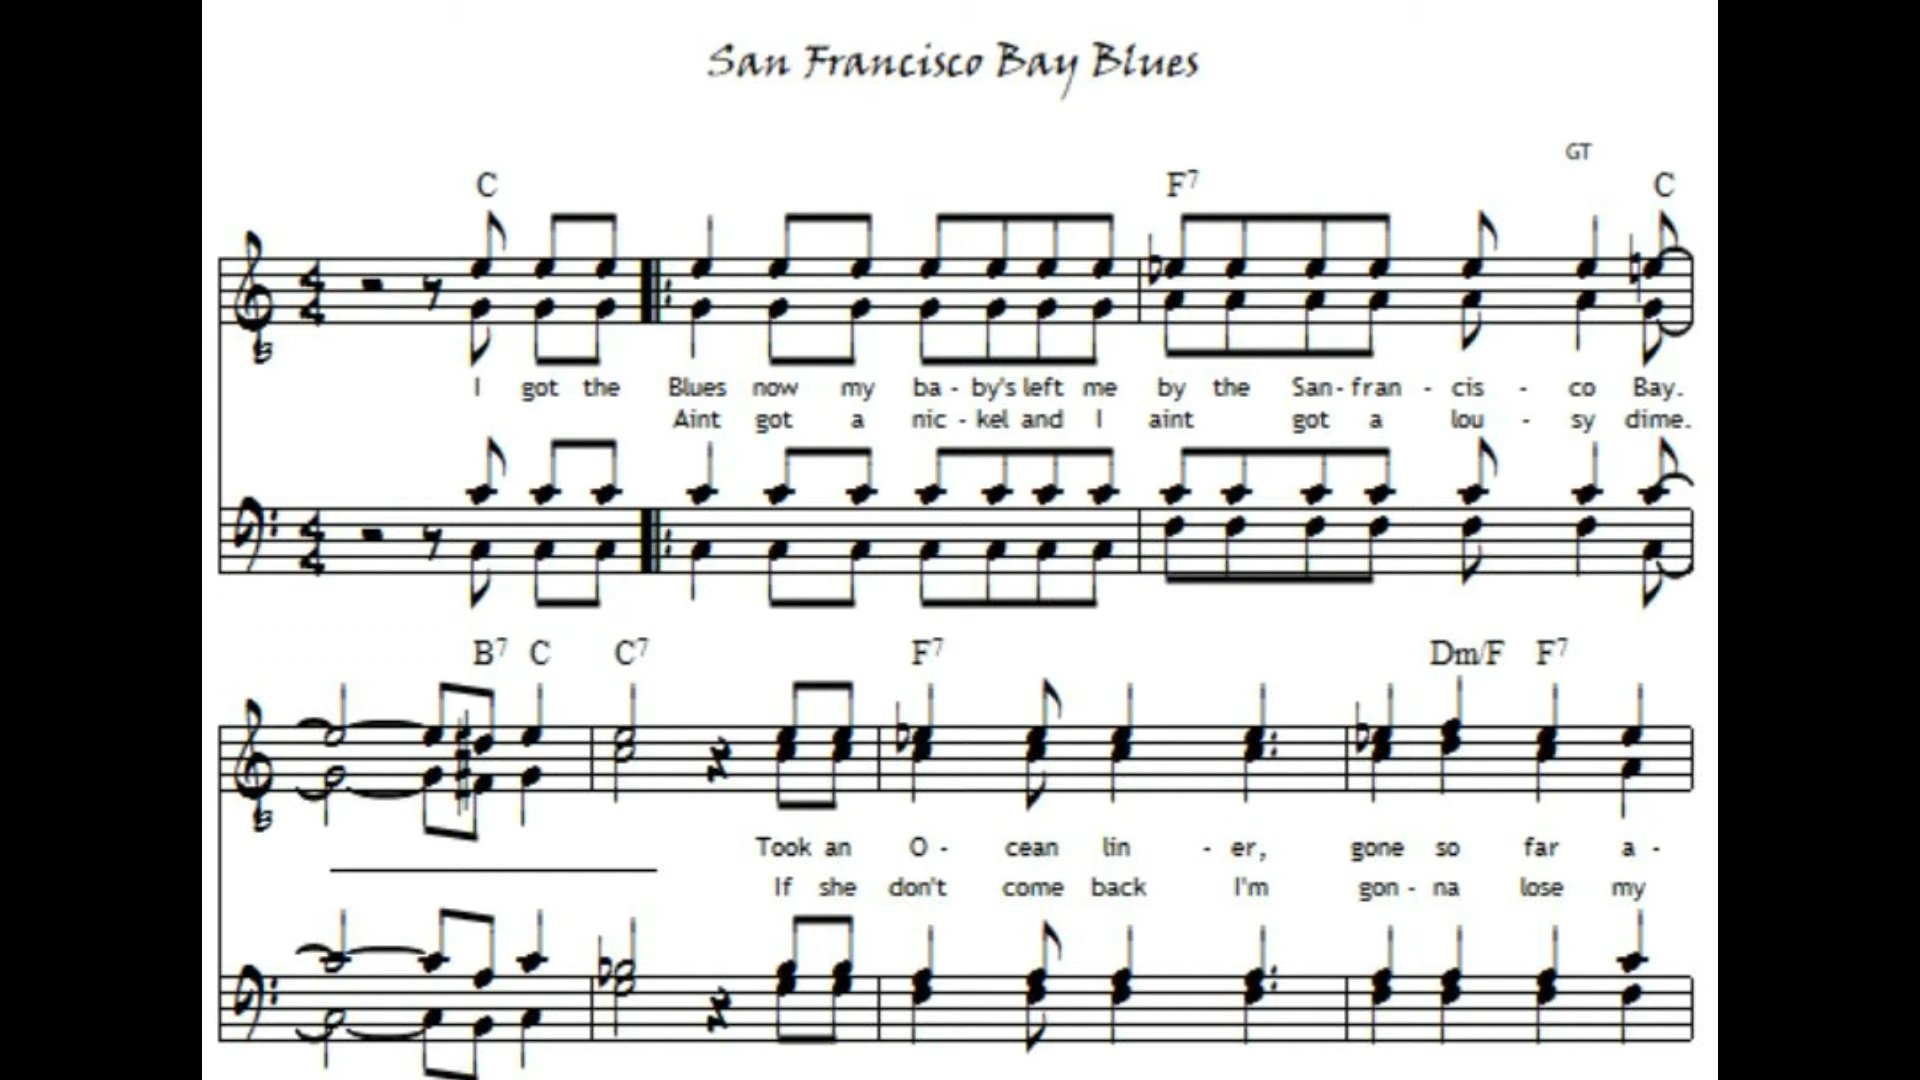 San Francisco Bay Blues
GT
C F7 C
I got the Blues now my ba - by's left me by the San - fran - cis - co Bay.
Aint got a nic - kel and I aint got a lou - sy dime.
B7 C C7 F7 Dm/F F7
Took an O - cean lin - er, gone so far a -
If she don't come back I'm gon - na lose my